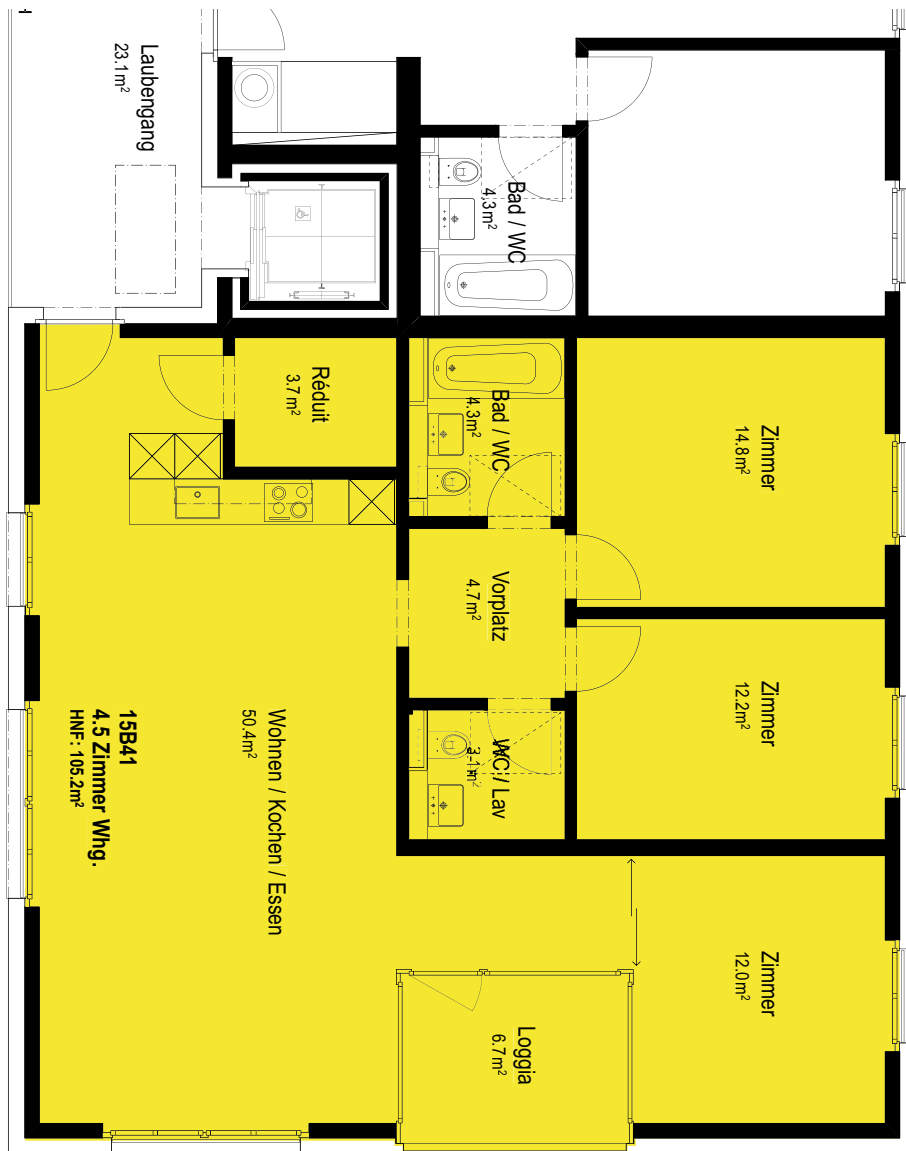 Laubengang
23.1m²
Bad / WC
4.3m²
Réduit
3.7m²
Bad / WC
4.3m²
Zimmer
14.8m²
Vorplatz
4.7m²
Zimmer
12.2m²
WC / Lav
3.1m²
Wohnen / Kochen / Essen
50.4m²
15B41
4.5 Zimmer Whg.
HNF: 105.2m²
Zimmer
12.0m²
Loggia
6.7m²